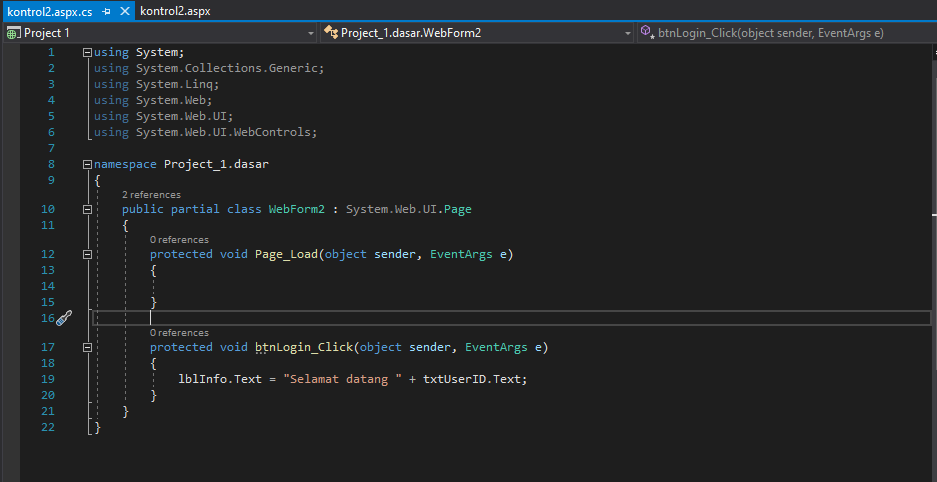 kontrol2.aspx.cs kontrol2.aspx
Project 1 Project_1.dasar.WebForm2 btnLogin_Click(object sender, EventArgs e)
1 using System;
2 using System.Collections.Generic;
3 using System.Linq;
4 using System.Web;
5 using System.Web.UI;
6 using System.Web.UI.WebControls;
7
8 namespace Project_1.dasar
9 {
2 references
10 public partial class WebForm2 : System.Web.UI.Page
11 {
0 references
12 protected void Page_Load(object sender, EventArgs e)
13 {
14
15 }
16
0 references
17 protected void btnLogin_Click(object sender, EventArgs e)
18 {
19 lblInfo.Text = "Selamat datang " + txtUserID.Text;
20 }
21 }
22 }